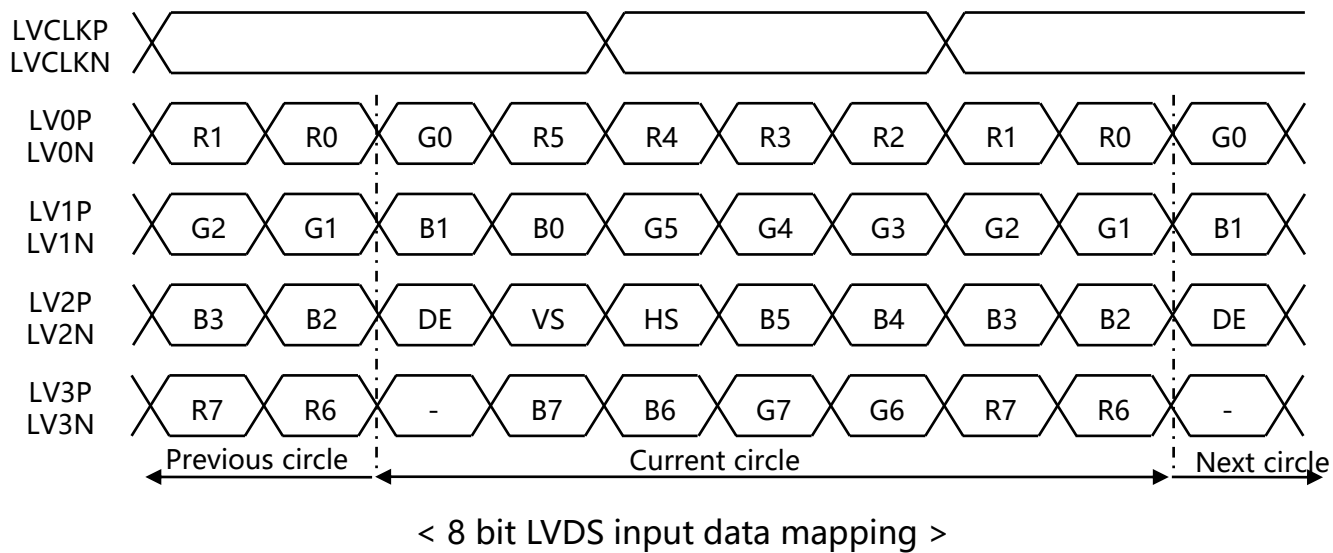 LVCLKP
LVCLKN
LV0P
LV0N
R1 R0 G0 R5 R4 R3 R2 R1 R0 G0
LV1P
LV1N
G2 G1 B1 B0 G5 G4 G3 G2 G1 B1
LV2P
LV2N
B3 B2 DE VS HS B5 B4 B3 B2 DE
LV3P
LV3N
R7 R6 - B7 B6 G7 G6 R7 R6 -
Previous circle Current circle Next circle
< 8 bit LVDS input data mapping >